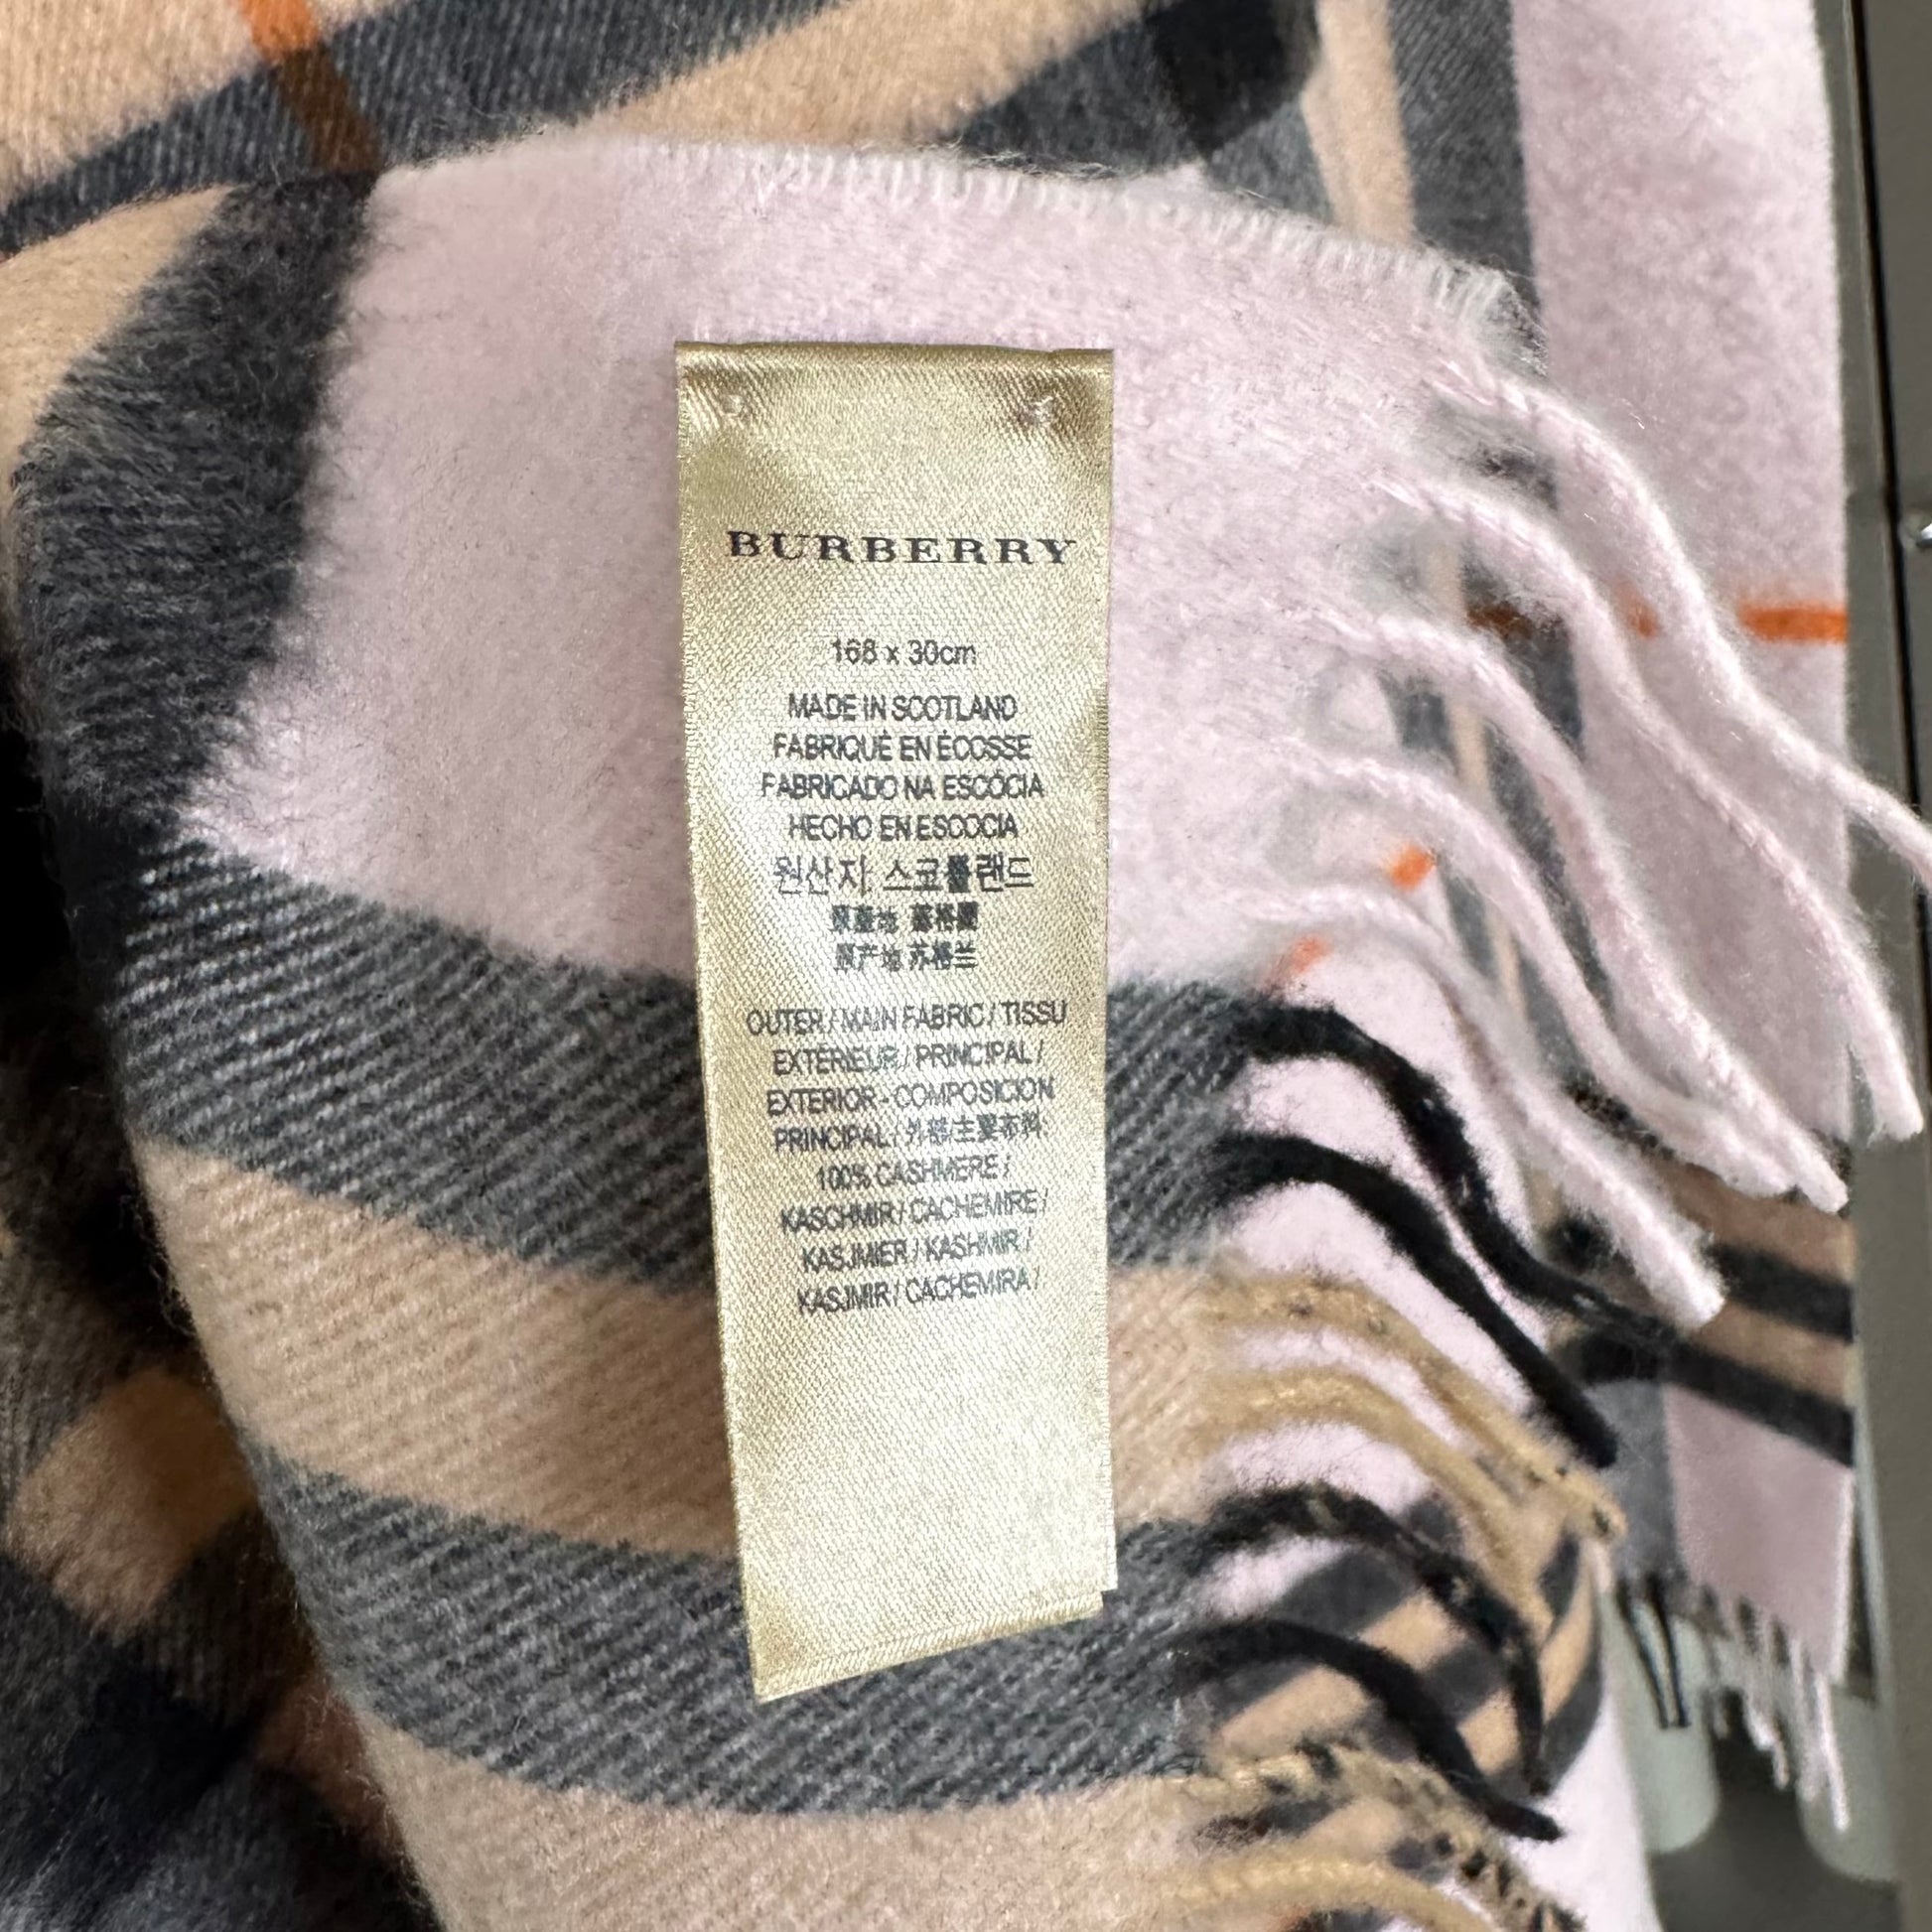 BURBERRY
168 x 30cm
MADE IN SCOTLAND
FABRIQUÉ EN ÉCOSSE
FABRICADO NA ESCÓCIA
HECHO EN ESCOCIA
원산지 스코틀랜드
原產地 蘇格蘭
原产地 苏格兰
OUTER / MAIN FABRIC / TISSU
EXTÉRIEUR / PRINCIPAL /
EXTERIOR - COMPOSICION
PRINCIPAL / 外部/主要布料
100% CASHMERE /
KASCHMIR / CACHEMIRE /
KASJMIER / KASHMIR /
KASJMIR / CACHEMIRA /